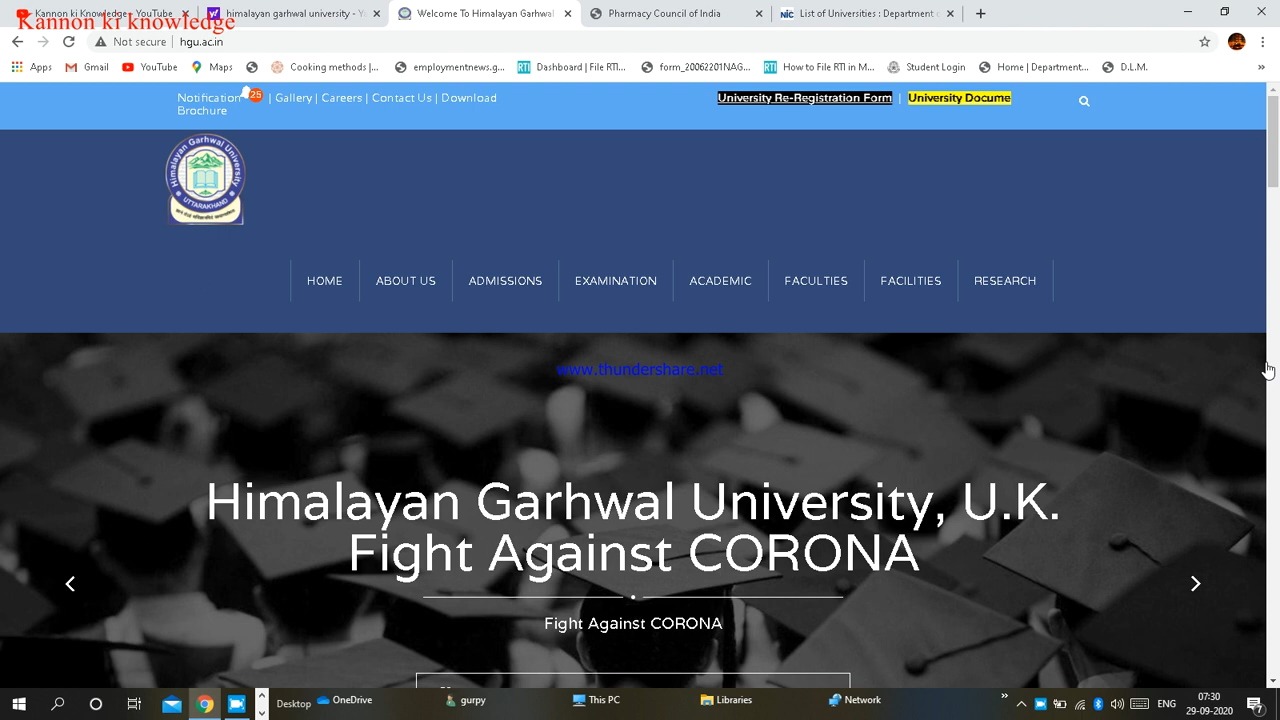 Kannon ki Knowledge - YouTube
himalayan garhwal university - Ya
Welcome To Himalayan Garhwal
Pharmacy Council of India
NIC List of Universities : Departmen
Kannon ki knowledge
Not secure | hgu.ac.in
Apps Gmail YouTube Maps Cooking methods |... employmentnews.g... RTI Dashboard | File RTI... form_20062201NAG... RTI How to File RTI in M... Student Login Home | Department... D.L.M. »
Notification 25 | Gallery | Careers | Contact Us | Download
Brochure
University Re-Registration Form | University Docume
Himalayan Garhwal University
UTTARAKHAND
HOME ABOUT US ADMISSIONS EXAMINATION ACADEMIC FACULTIES FACILITIES RESEARCH
www.thundershare.net
Himalayan Garhwal University, U.K.
Fight Against CORONA
Fight Against CORONA
Desktop OneDrive gurpy This PC Libraries Network » ENG 07:30
29-09-2020